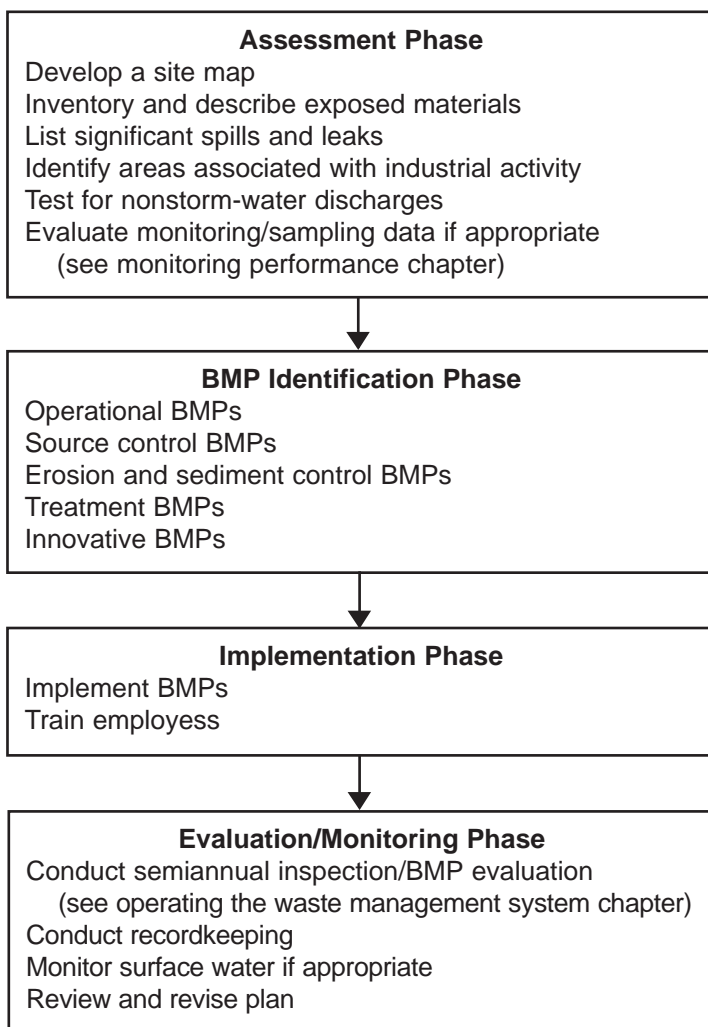 Assessment Phase
Develop a site map
Inventory and describe exposed materials
List significant spills and leaks
Identify areas associated with industrial activity
Test for nonstorm-water discharges
Evaluate monitoring/sampling data if appropriate
(see monitoring performance chapter)
BMP Identification Phase
Operational BMPs
Source control BMPs
Erosion and sediment control BMPs
Treatment BMPs
Innovative BMPs
Implementation Phase
Implement BMPs
Train employess
Evaluation/Monitoring Phase
Conduct semiannual inspection/BMP evaluation
(see operating the waste management system chapter)
Conduct recordkeeping
Monitor surface water if appropriate
Review and revise plan